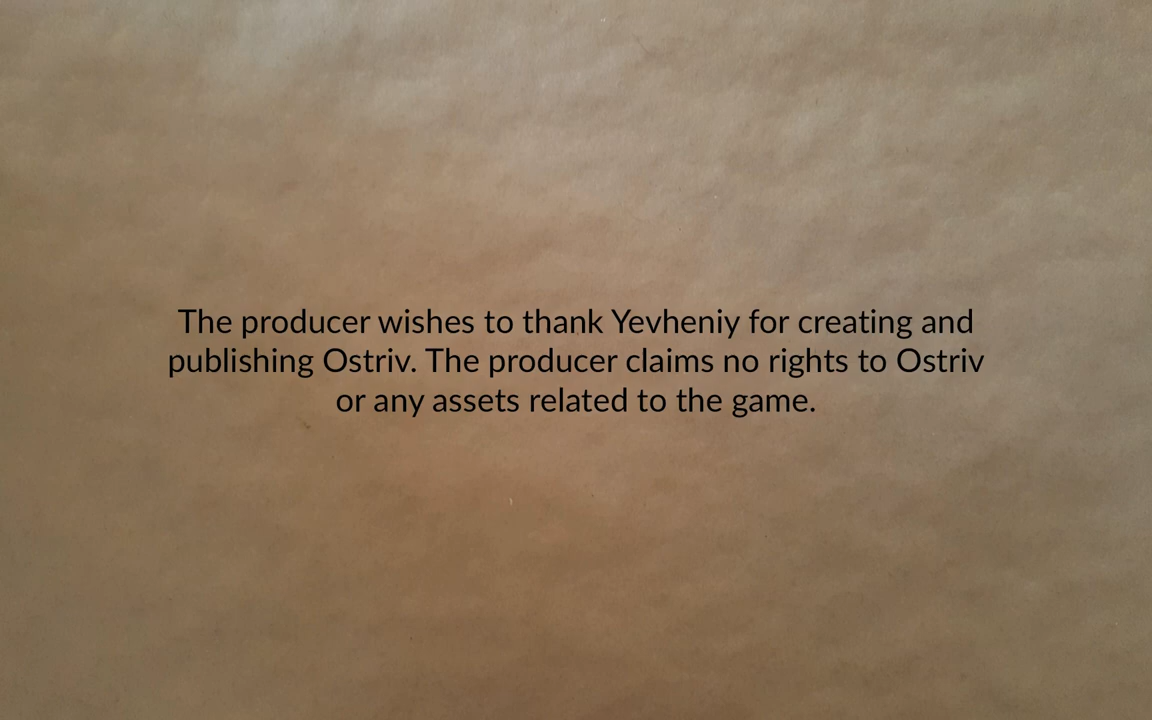 The producer wishes to thank Yevheniy for creating and
publishing Ostriv. The producer claims no rights to Ostriv
or any assets related to the game.